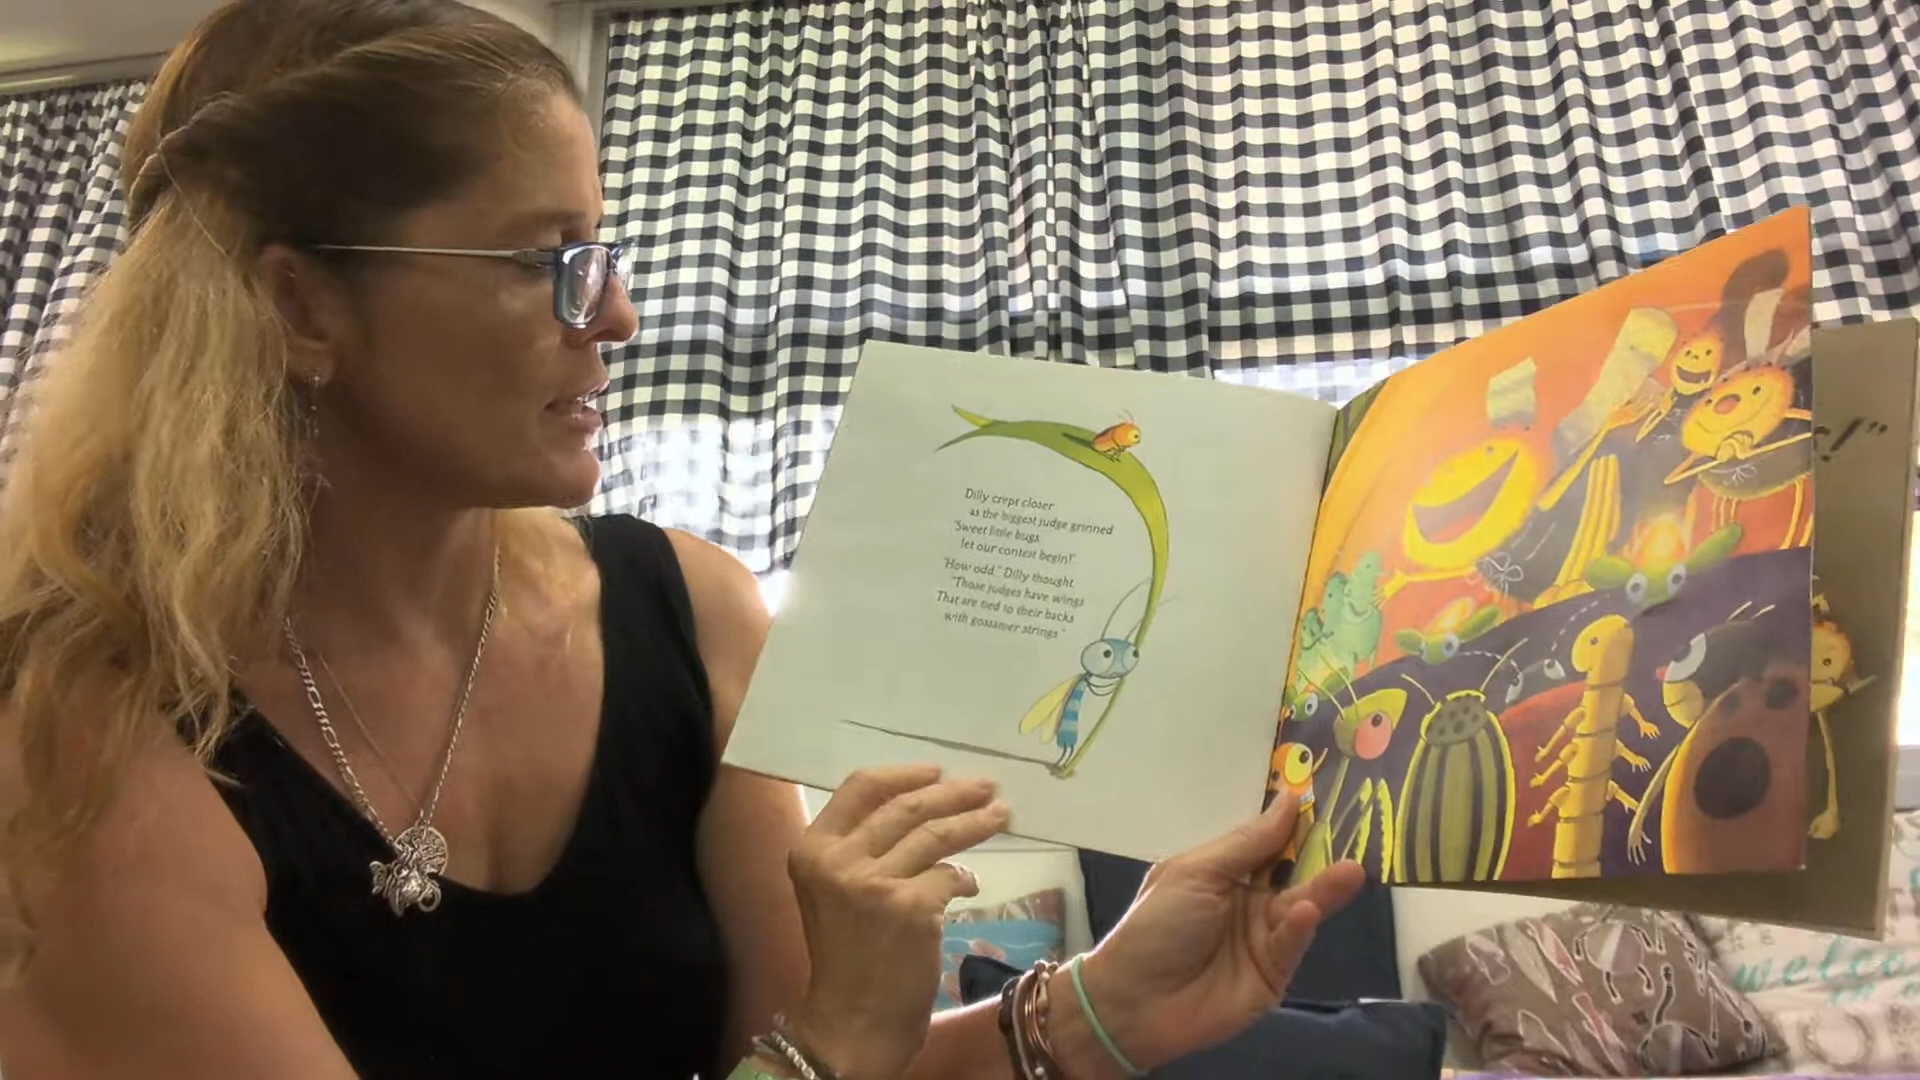 Dilly crept closer
as the biggest judge grinned
"Sweet little bugs,
let our contest begin!"
"How odd," Dilly thought,
"Those judges have wings
That are tied to their backs
with gossamer strings."
!"
welco